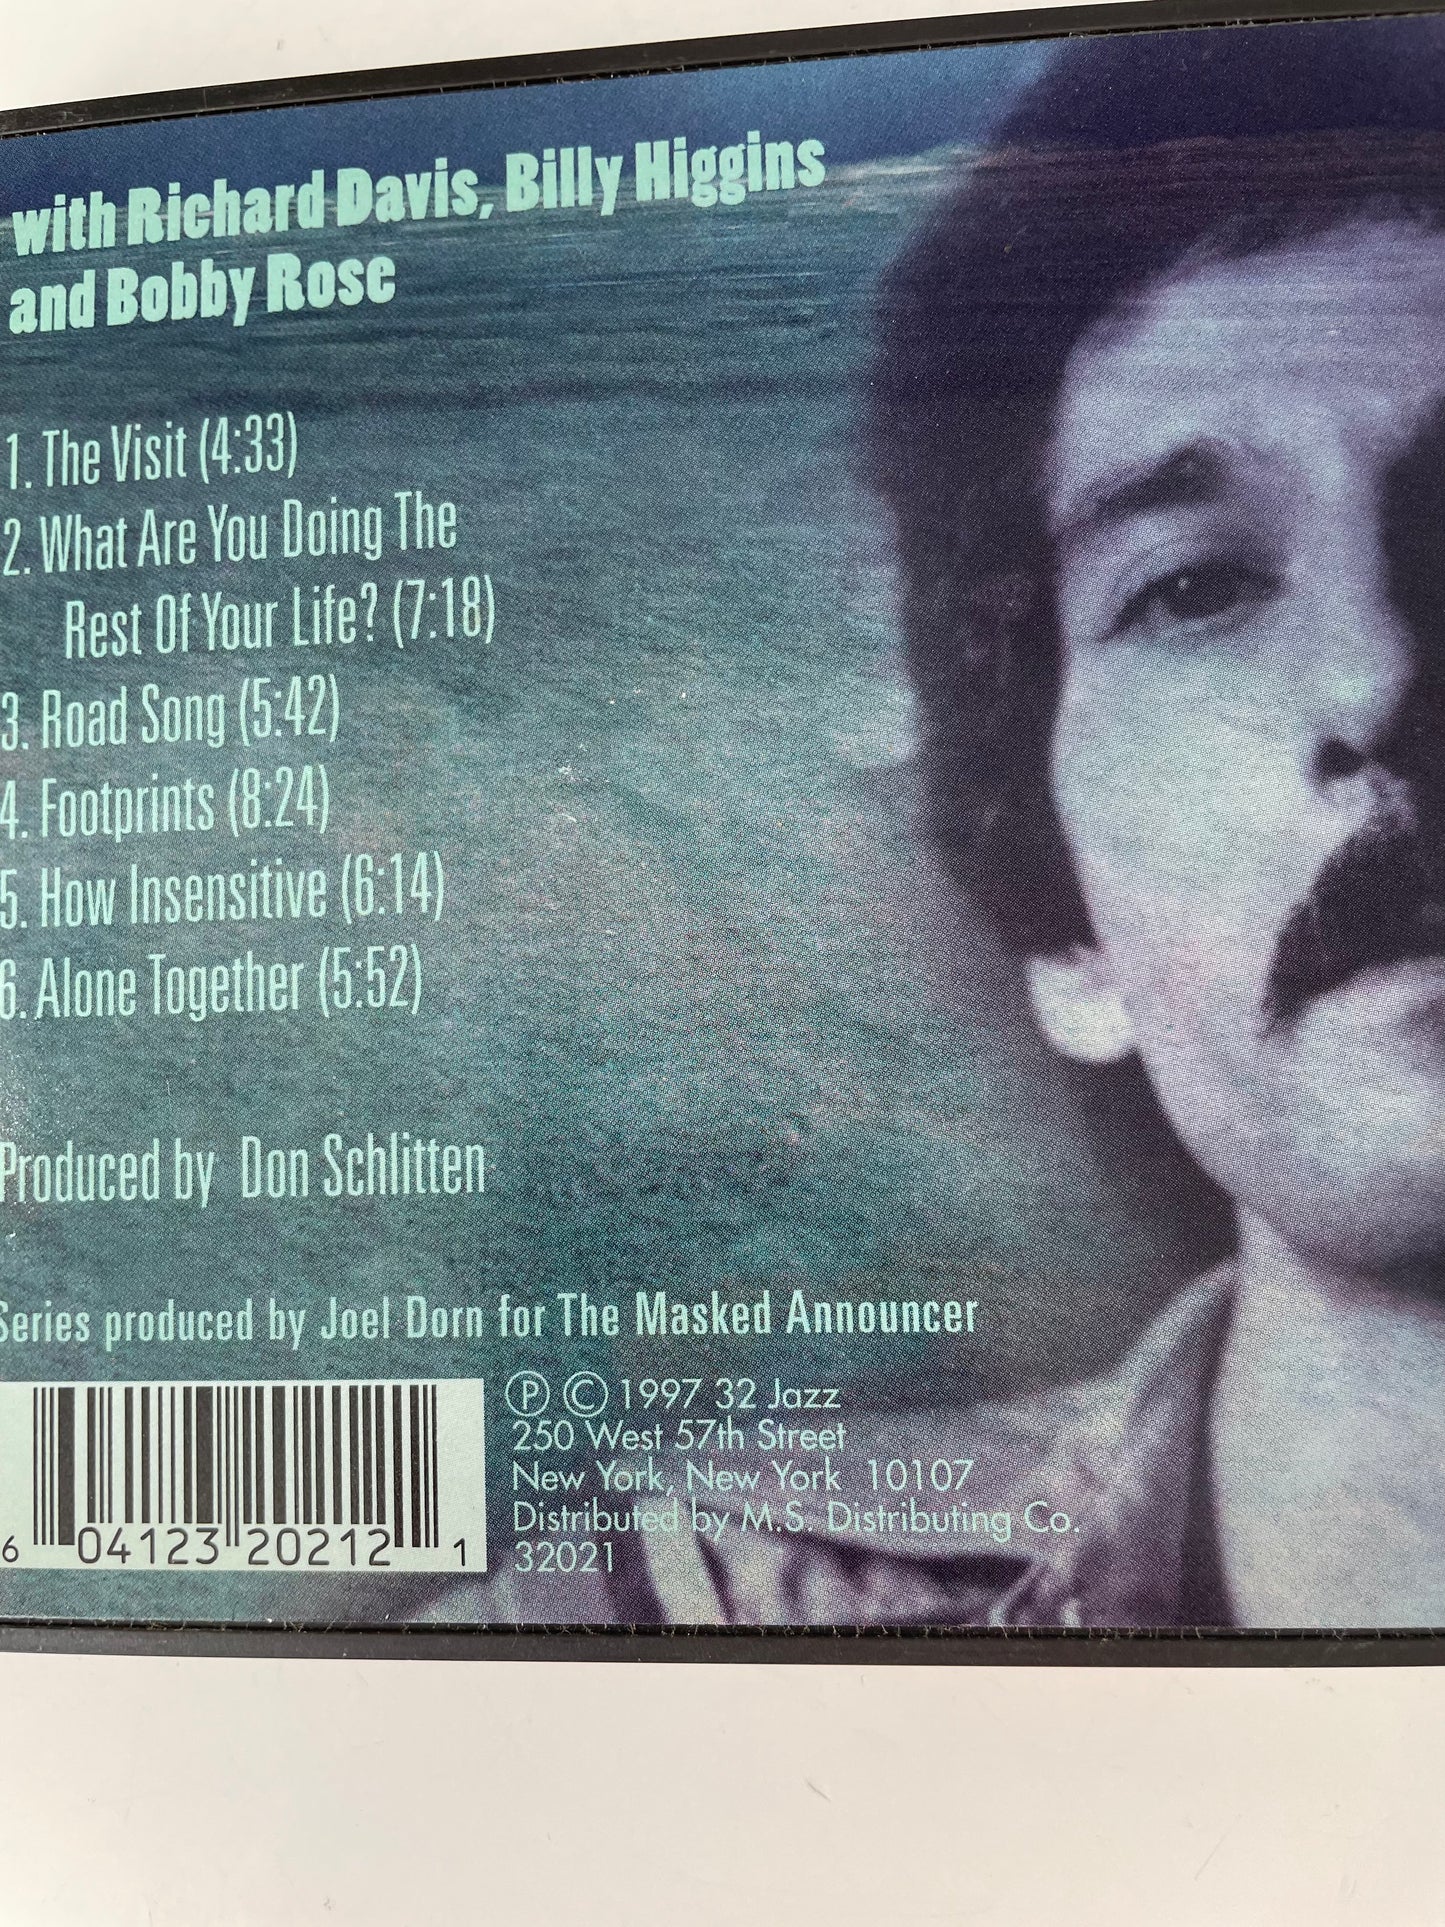 with Richard Davis, Billy Higgins
and Bobby Rose
1. The Visit (4:33)
2. What Are You Doing The
Rest Of Your Life? (7:18)
3. Road Song (5:42)
4. Footprints (8:24)
5. How Insensitive (6:14)
6. Alone Together (5:52)
Produced by Don Schlitten
Series produced by Joel Dorn for The Masked Announcer
Ⓟ © 1997 32 Jazz
250 West 57th Street
New York, New York 10107
Distributed by M.S. Distributing Co.
32021
6 04123 20212 1